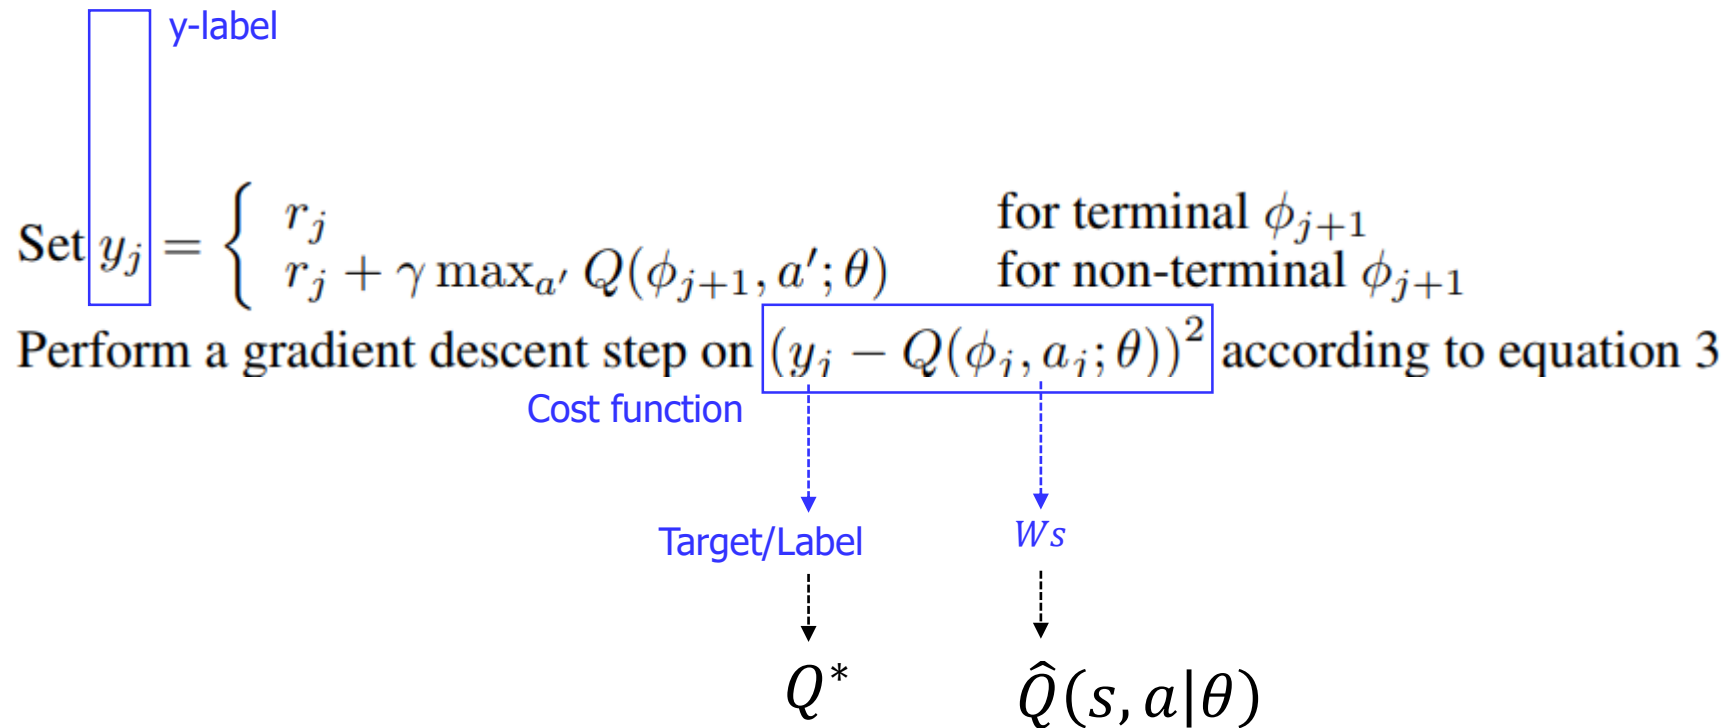 y-label
Set y_j = { r_j for terminal ϕ_{j+1}
r_j + γ max_{a'} Q(ϕ_{j+1}, a'; θ) for non-terminal ϕ_{j+1}
Perform a gradient descent step on (y_j − Q(ϕ_j, a_j; θ))^2 according to equation 3
Cost function
Target/Label Ws
Q* Q̂(s, a|θ)